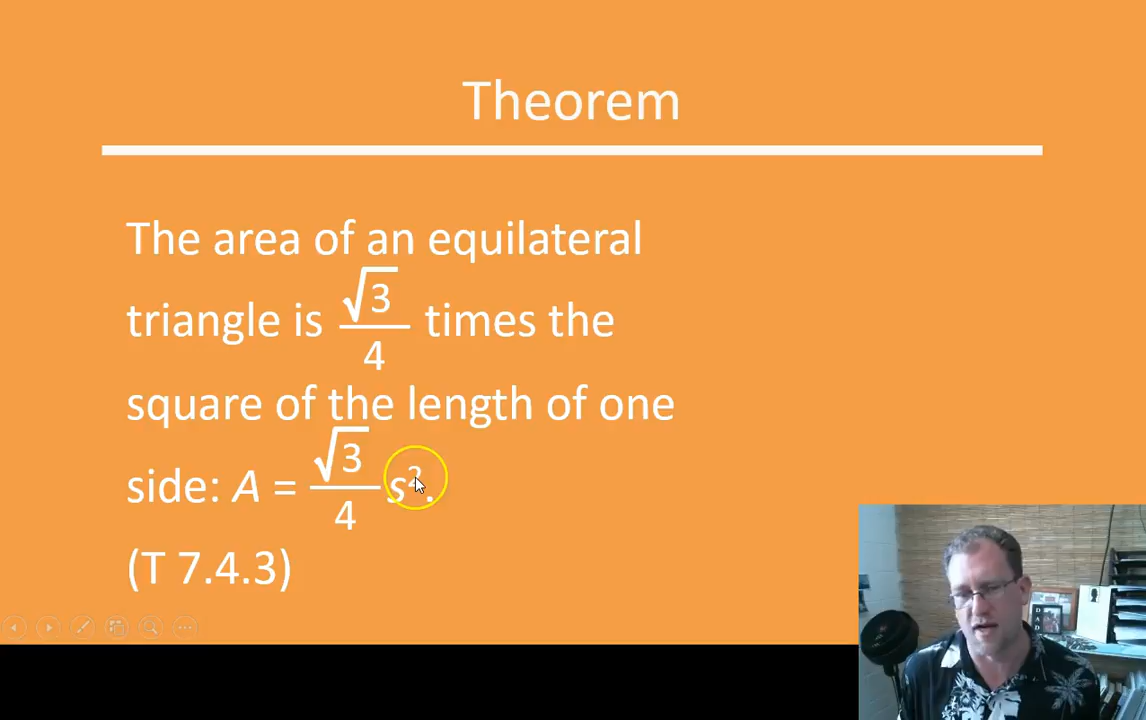 Theorem
The area of an equilateral
triangle is √3/4 times the
square of the length of one
side: A = √3/4 s².
(T 7.4.3)
DAD